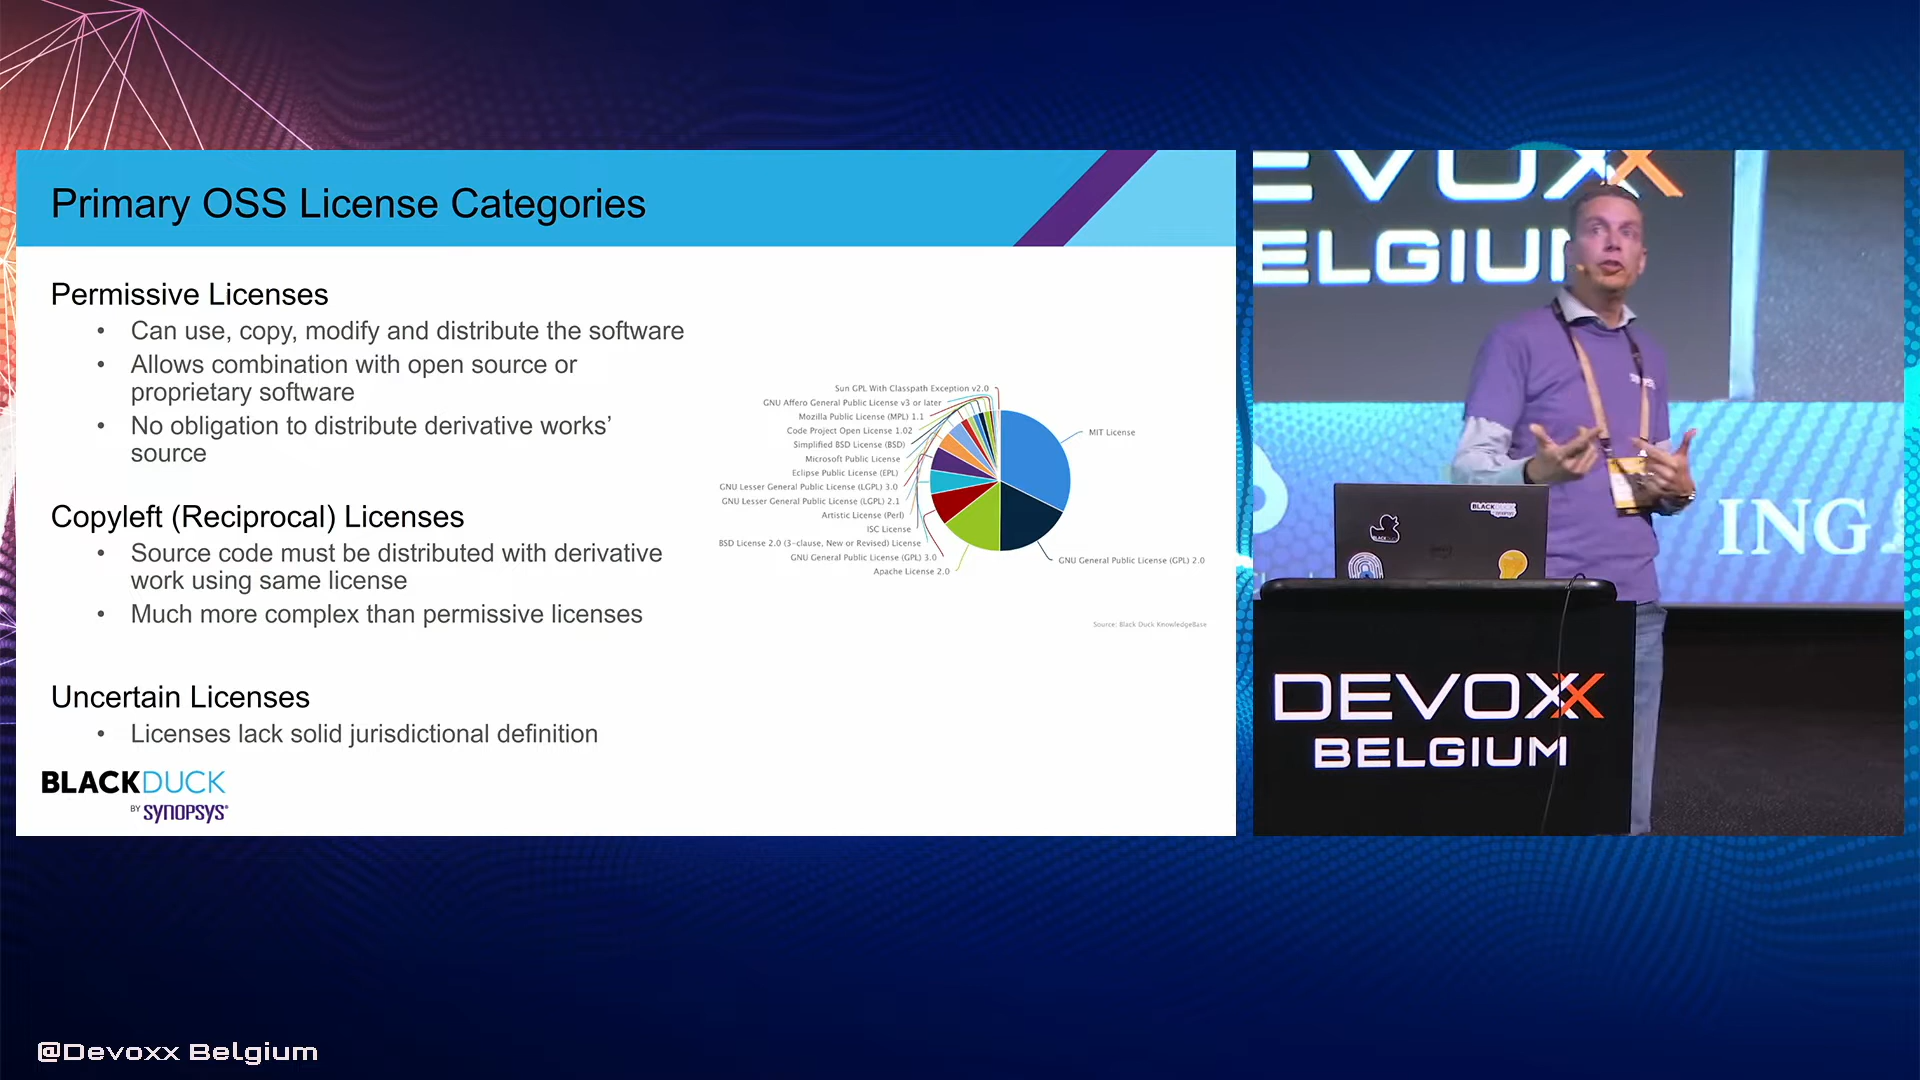 Primary OSS License Categories
Permissive Licenses
• Can use, copy, modify and distribute the software
• Allows combination with open source or
proprietary software
• No obligation to distribute derivative works’
source
Copyleft (Reciprocal) Licenses
• Source code must be distributed with derivative
work using same license
• Much more complex than permissive licenses
Uncertain Licenses
• Licenses lack solid jurisdictional definition
BLACKDUCK
BY SYNOPSYS®
Sun GPL With Classpath Exception v2.0
GNU Affero General Public License v3 or later
Mozilla Public License (MPL) 1.1
Code Project Open License 1.02
Simplified BSD License (BSD)
Microsoft Public License
Eclipse Public License (EPL)
GNU Lesser General Public License (LGPL) 3.0
GNU Lesser General Public License (LGPL) 2.1
Artistic License (Perl)
ISC License
BSD License 2.0 (3-clause, New or Revised) License
GNU General Public License (GPL) 3.0
Apache License 2.0
MIT License
GNU General Public License (GPL) 2.0
Source: Black Duck KnowledgeBase
EVOXX
ELGIU
ING
BLACKDUCK
DEVOXX
BELGIUM
@Devoxx Belgium